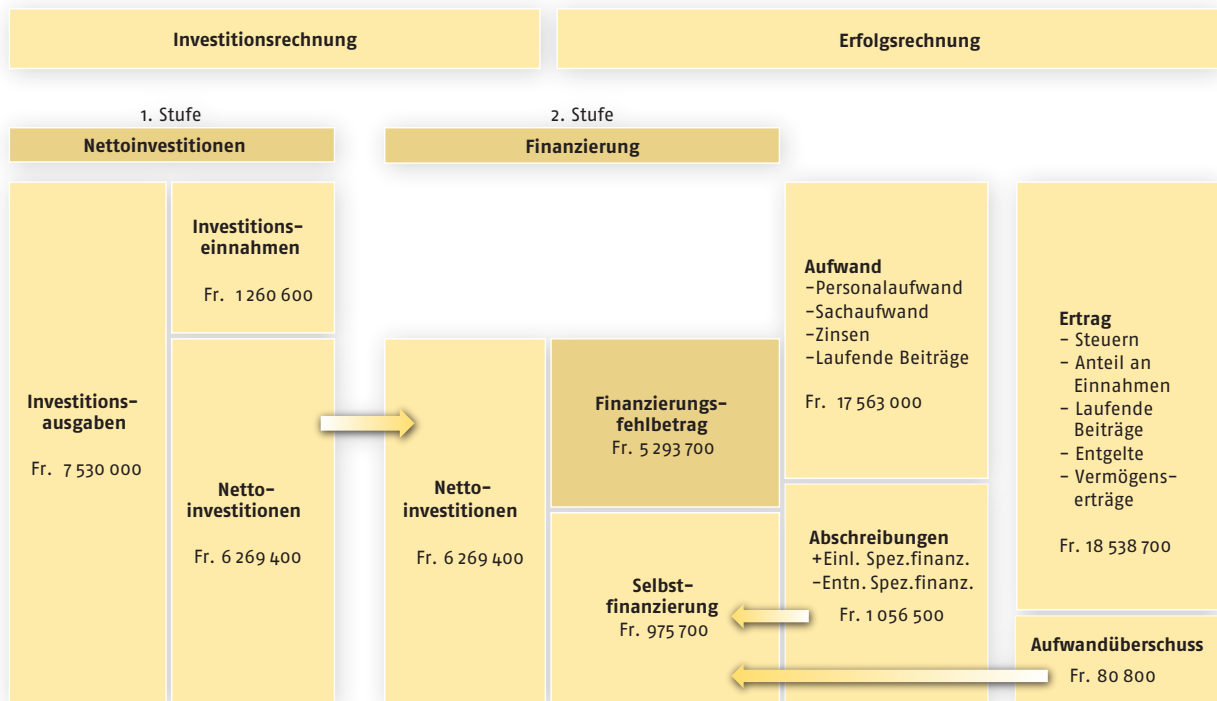 Investitionsrechnung
Erfolgsrechnung
1. Stufe
2. Stufe
Nettoinvestitionen
Finanzierung
Investitions-
ausgaben
Fr. 7 530 000
Investitions-
einnahmen
Fr. 1 260 600
Netto-
investitionen
Fr. 6 269 400
Netto-
investitionen
Fr. 6 269 400
Finanzierungs-
fehlbetrag
Fr. 5 293 700
Selbst-
finanzierung
Fr. 975 700
Aufwand
-Personalaufwand
-Sachaufwand
-Zinsen
-Laufende Beiträge
Fr. 17 563 000
Abschreibungen
+Einl. Spez.finanz.
-Entn. Spez.finanz.
Fr. 1 056 500
Ertrag
- Steuern
- Anteil an
Einnahmen
- Laufende
Beiträge
- Entgelte
- Vermögens-
erträge
Fr. 18 538 700
Aufwandüberschuss
Fr. 80 800